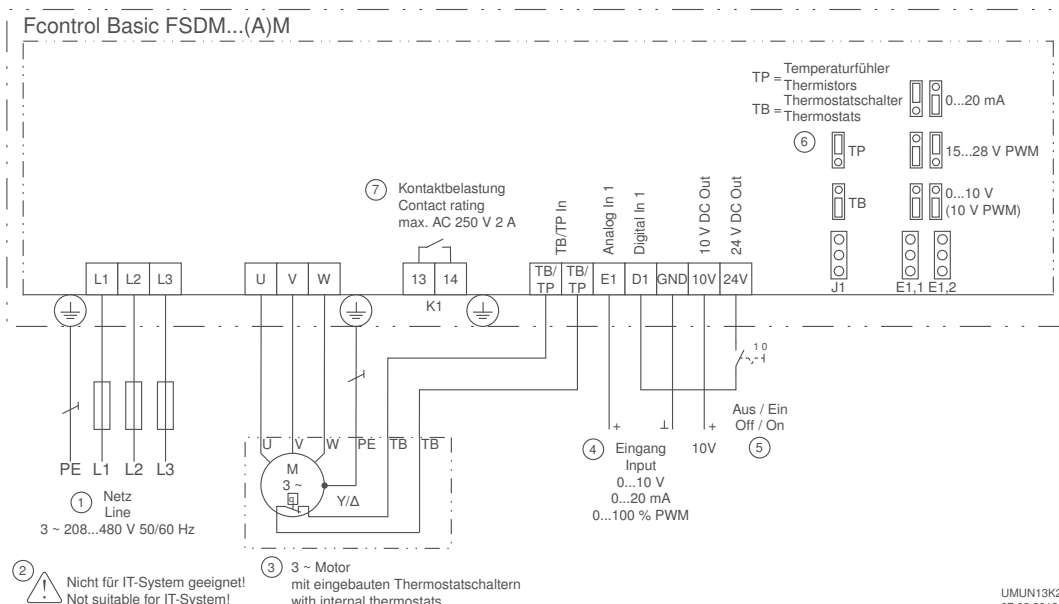 Fcontrol Basic FSDM...(A)M
TP = Temperaturfühler
Thermistors
TB = Thermostatschalter
Thermostats
0...20 mA
6
TP
15...28 V PWM
TB
0...10 V
(10 V PWM)
J1
E1,1 E1,2
7 Kontaktbelastung
Contact rating
max. AC 250 V 2 A
TB/TP In
Analog In 1
Digital In 1
10 V DC Out
24 V DC Out
L1 L2 L3
U V W
13 14
K1
TB/TP TB/TP E1 D1 GND 10V 24V
1 0
Aus / Ein
Off / On
5
PE L1 L2 L3
1 Netz
Line
3 ~ 208...480 V 50/60 Hz
U V W PE TB TB
M
3 ~
Y/Δ
+ ⊥ +
4 Eingang
Input
0...10 V
0...20 mA
0...100 % PWM
10V
2 Nicht für IT-System geeignet!
Not suitable for IT-System!
3 3 ~ Motor
mit eingebauten Thermostatschaltern
with internal thermostats